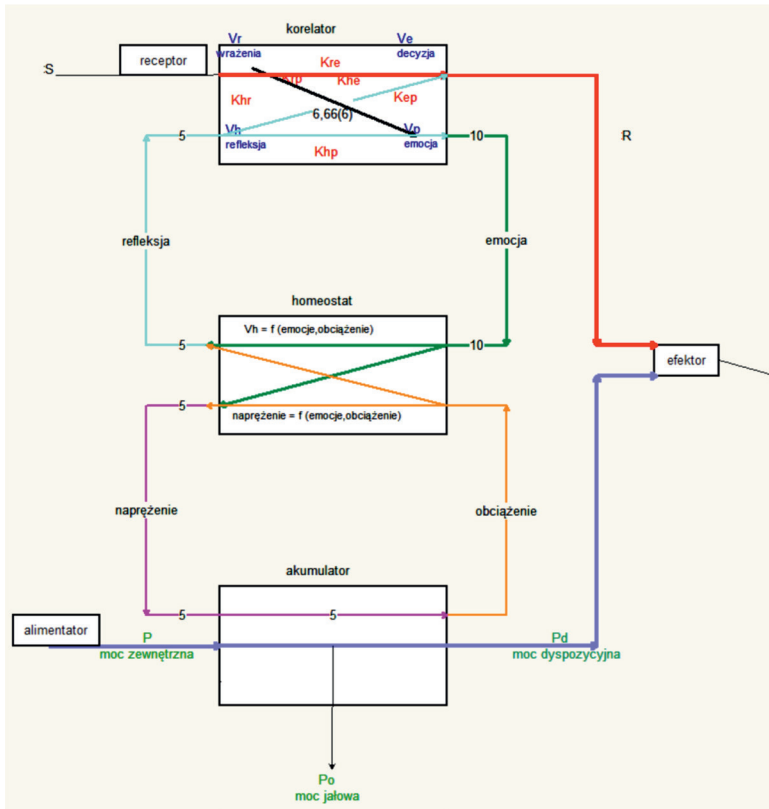 korelator
Vr
wrażenia
Ve
decyzja
receptor
S
Kre
Krp
Khe
Khr
Kep
6,66(6)
5
Vh
refleksja
Vp
emocja
10
Khp
R
refleksja
emocja
homeostat
Vh = f (emocje,obciążenie)
5
10
efektor
5
naprężenie = f (emocje,obciążenie)
naprężenie
obciążenie
akumulator
5
5
alimentator
P
moc zewnętrzna
Pd
moc dyspozycyjna
Po
moc jałowa